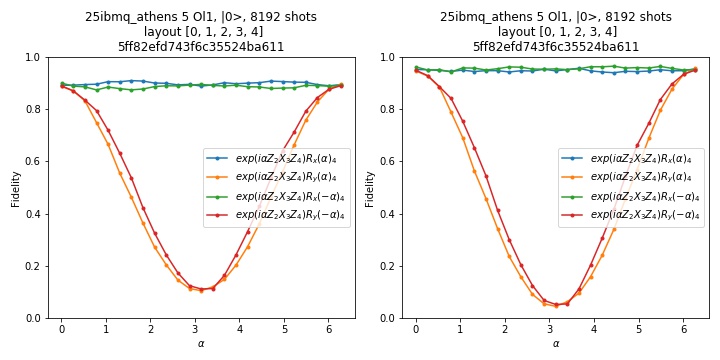 25ibmq_athens 5 Ol1, |0>, 8192 shots
layout [0, 1, 2, 3, 4]
5ff82efd743f6c35524ba611
1.0
0.8
0.6
0.4
0.2
0.0
Fidelity
exp(iαZ₂X₃Z₄)Rₓ(α)₄
exp(iαZ₂X₃Z₄)Rᵧ(α)₄
exp(iαZ₂X₃Z₄)Rₓ(−α)₄
exp(iαZ₂X₃Z₄)Rᵧ(−α)₄
0 1 2 3 4 5 6
α
25ibmq_athens 5 Ol1, |0>, 8192 shots
layout [0, 1, 2, 3, 4]
5ff82efd743f6c35524ba611
1.0
0.8
0.6
0.4
0.2
0.0
Fidelity
exp(iαZ₂X₃Z₄)Rₓ(α)₄
exp(iαZ₂X₃Z₄)Rᵧ(α)₄
exp(iαZ₂X₃Z₄)Rₓ(−α)₄
exp(iαZ₂X₃Z₄)Rᵧ(−α)₄
0 1 2 3 4 5 6
α